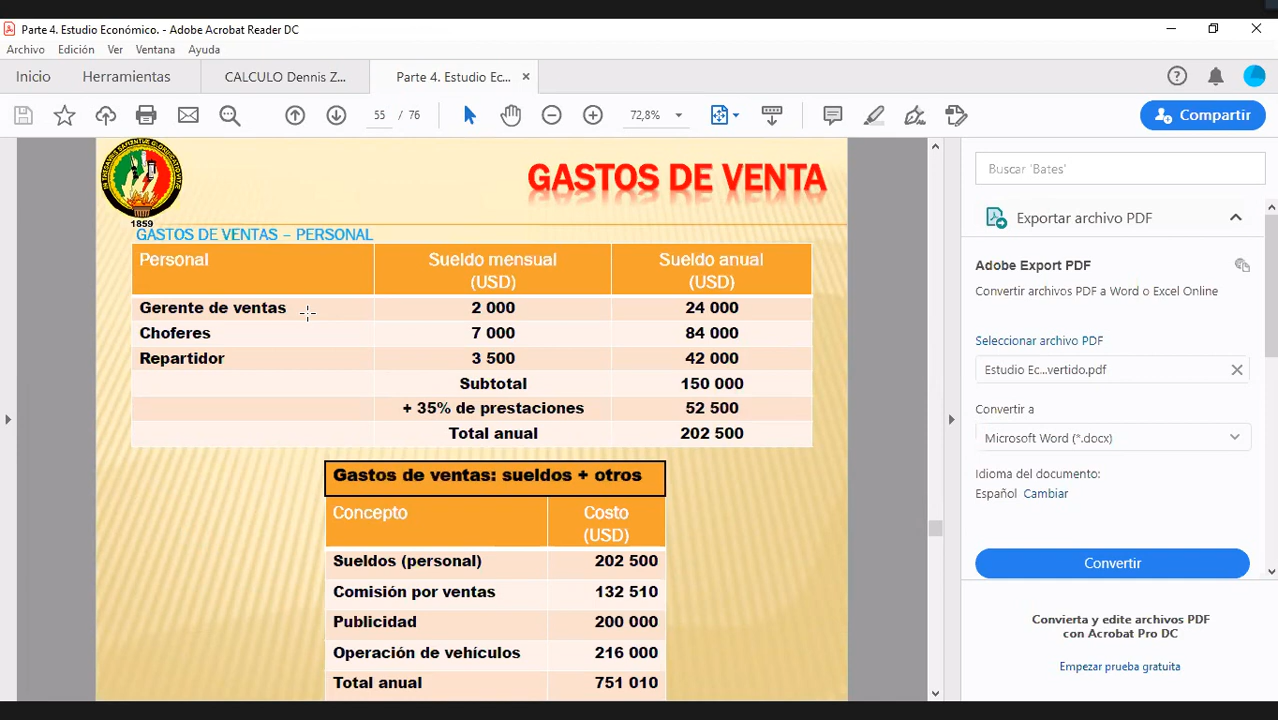 Parte 4. Estudio Económico. - Adobe Acrobat Reader DC
Archivo Edición Ver Ventana Ayuda
Inicio Herramientas CALCULO Dennis Z... Parte 4. Estudio Ec... ×
55 / 76 72,8% Compartir
GASTOS DE VENTA
1859
GASTOS DE VENTAS – PERSONAL
Personal Sueldo mensual (USD) Sueldo anual (USD)
Gerente de ventas 2 000 24 000
Choferes 7 000 84 000
Repartidor 3 500 42 000
Subtotal 150 000
+ 35% de prestaciones 52 500
Total anual 202 500
Gastos de ventas: sueldos + otros
Concepto Costo (USD)
Sueldos (personal) 202 500
Comisión por ventas 132 510
Publicidad 200 000
Operación de vehículos 216 000
Total anual 751 010
Buscar 'Bates'
Exportar archivo PDF
Adobe Export PDF
Convertir archivos PDF a Word o Excel Online
Seleccionar archivo PDF
Estudio Ec...vertido.pdf
Convertir a
Microsoft Word (*.docx)
Idioma del documento:
Español Cambiar
Convertir
Convierta y edite archivos PDF
con Acrobat Pro DC
Empezar prueba gratuita